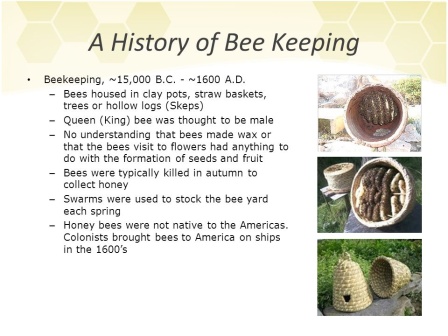 A History of Bee Keeping
• Beekeeping, ~15,000 B.C. - ~1600 A.D.
– Bees housed in clay pots, straw baskets,
trees or hollow logs (Skeps)
– Queen (King) bee was thought to be male
– No understanding that bees made wax or
that the bees visit to flowers had anything to
do with the formation of seeds and fruit
– Bees were typically killed in autumn to
collect honey
– Swarms were used to stock the bee yard
each spring
– Honey bees were not native to the Americas.
Colonists brought bees to America on ships
in the 1600's